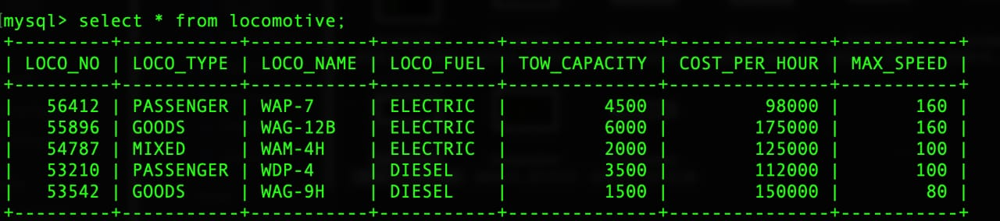 mysql> select * from locomotive;
+---------+-----------+-----------+-----------+--------------+---------------+-----------+
| LOCO_NO | LOCO_TYPE | LOCO_NAME | LOCO_FUEL | TOW_CAPACITY | COST_PER_HOUR | MAX_SPEED |
+---------+-----------+-----------+-----------+--------------+---------------+-----------+
|   56412 | PASSENGER | WAP-7     | ELECTRIC  |         4500 |         98000 |       160 |
|   55896 | GOODS     | WAG-12B   | ELECTRIC  |         6000 |        175000 |       160 |
|   54787 | MIXED     | WAM-4H    | ELECTRIC  |         2000 |        125000 |       100 |
|   53210 | PASSENGER | WDP-4     | DIESEL    |         3500 |        112000 |       100 |
|   53542 | GOODS     | WAG-9H    | DIESEL    |         1500 |        150000 |        80 |
+---------+-----------+-----------+-----------+--------------+---------------+-----------+